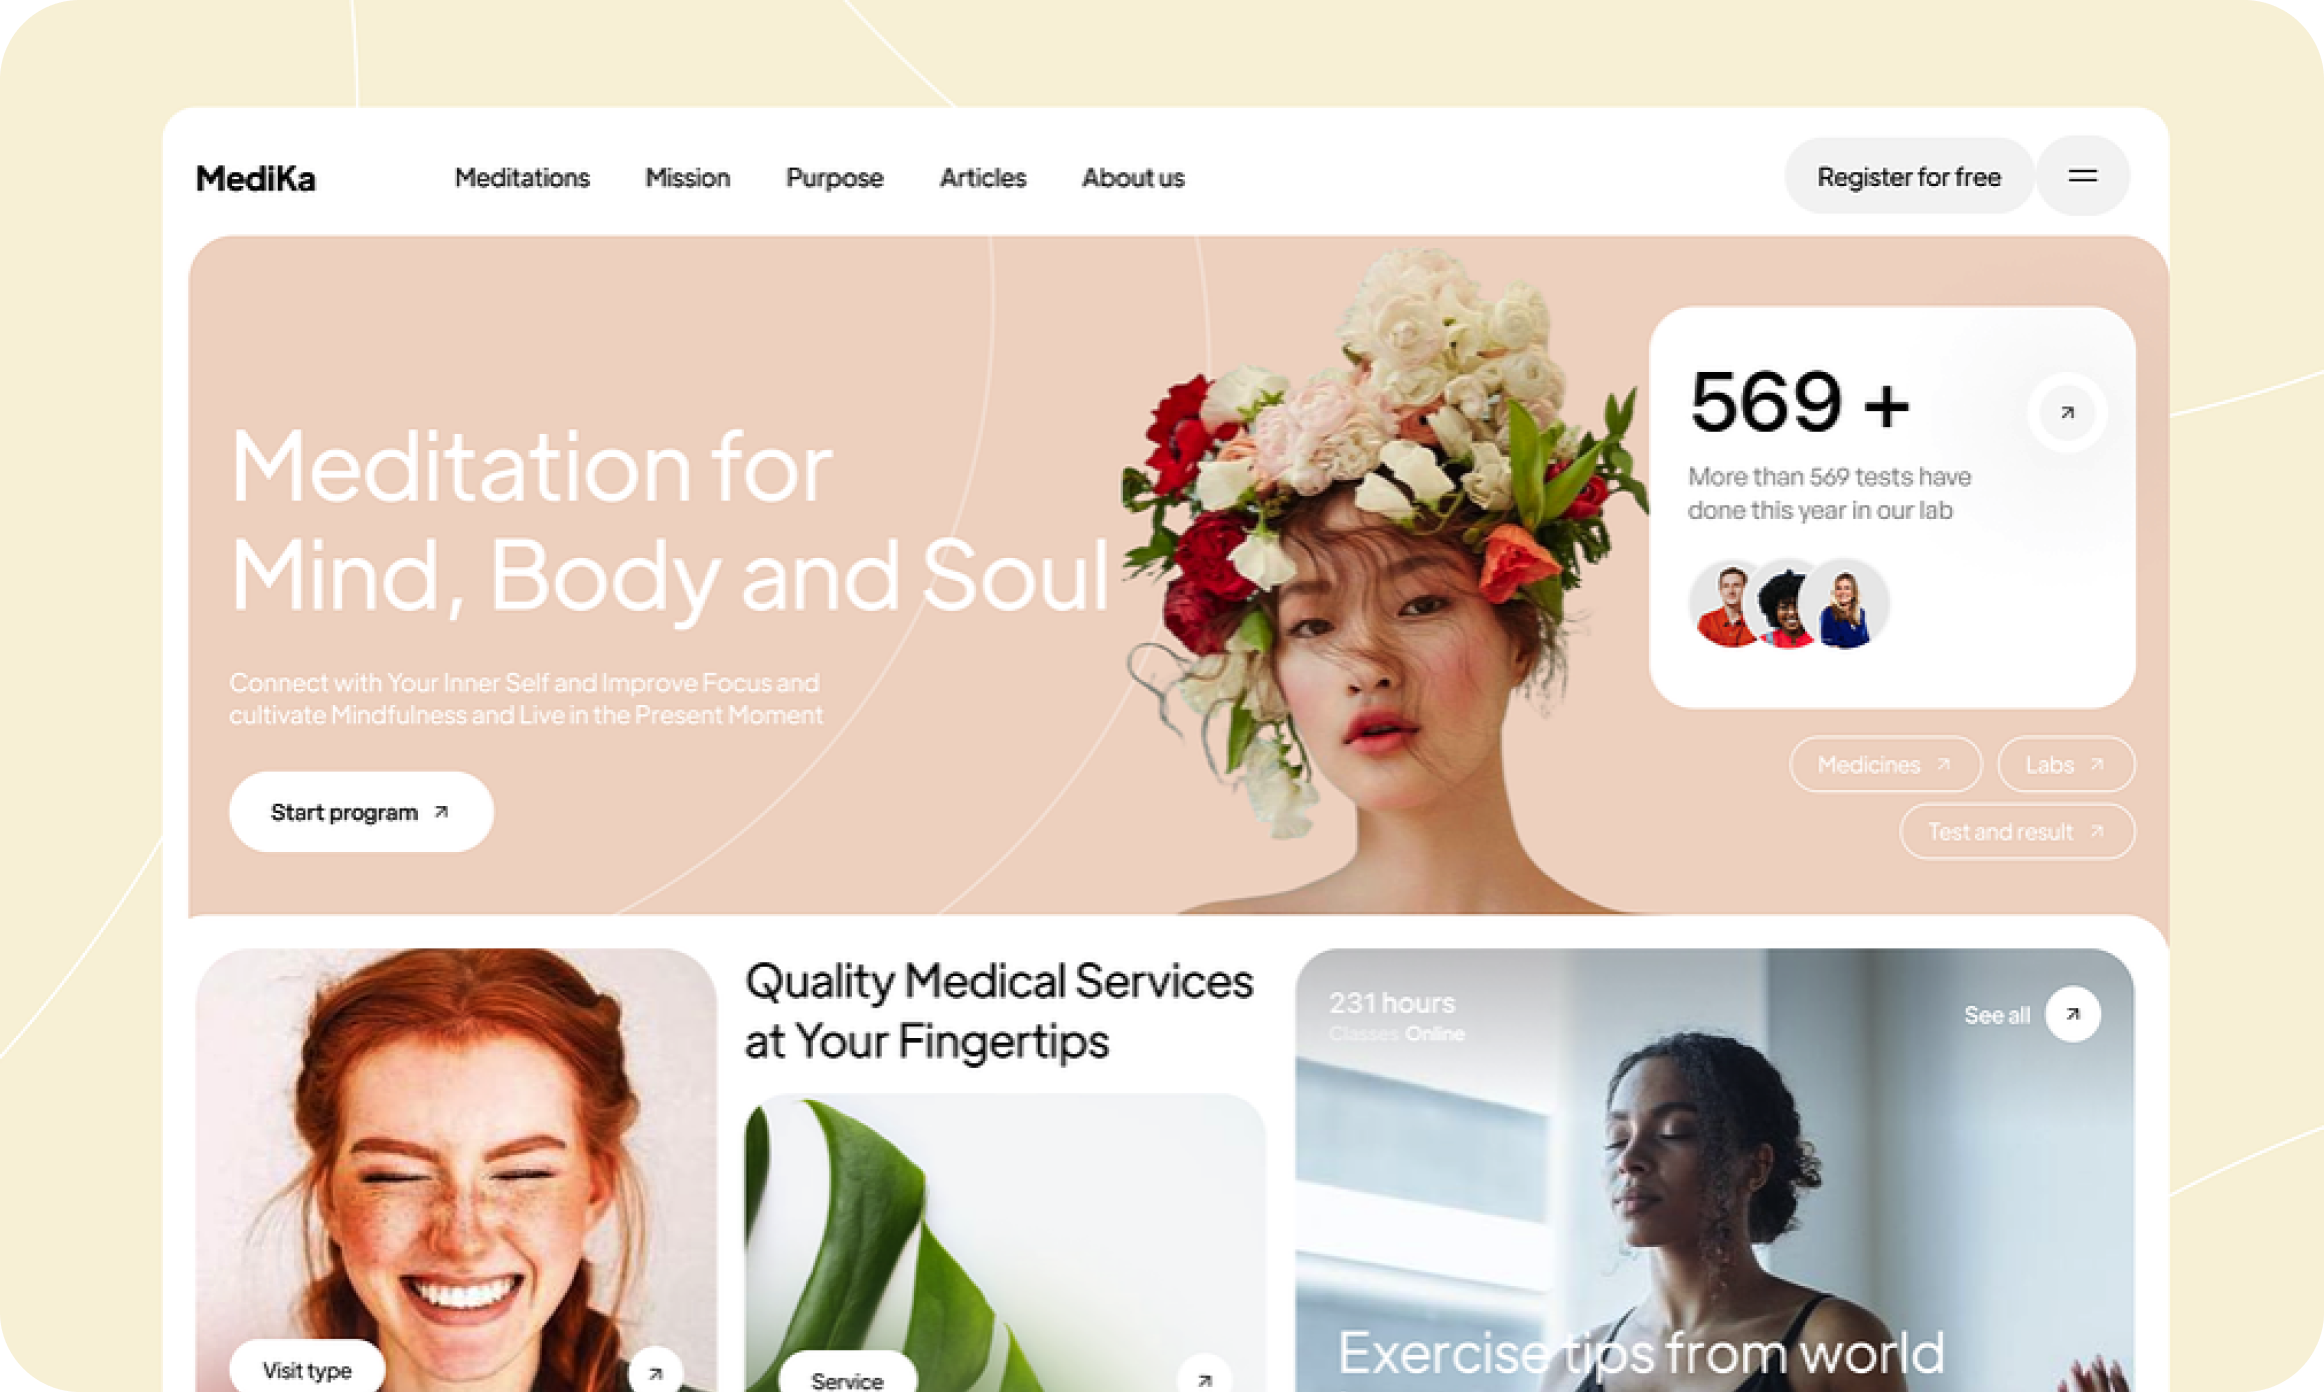 MediKa
Meditations
Mission
Purpose
Articles
About us
Register for free
Meditation for
Mind, Body and Soul
Connect with Your Inner Self and Improve Focus and
cultivate Mindfulness and Live in the Present Moment
Start program
569 +
More than 569 tests have
done this year in our lab
Medicines
Labs
Test and result
Visit type
Quality Medical Services
at Your Fingertips
Service
231 hours
Classes Online
See all
Exercise tips from world